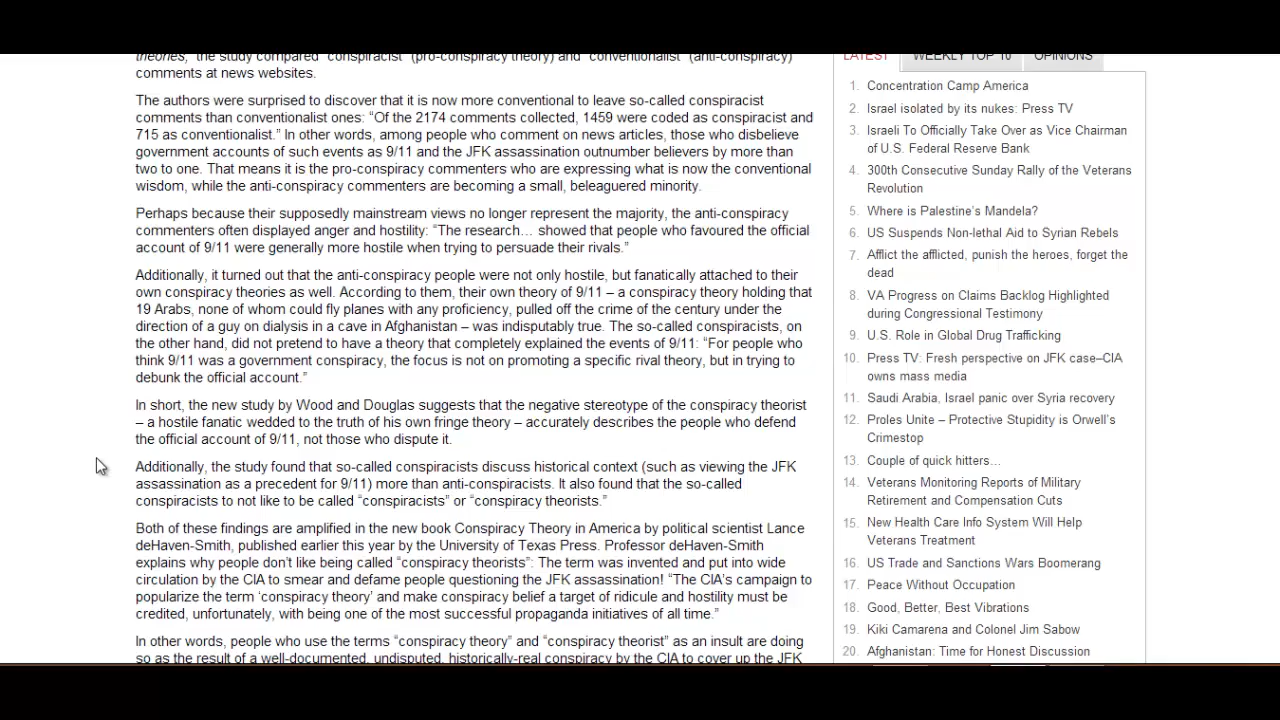 theories," the study compared "conspiracist" (pro-conspiracy theory) and "conventionalist" (anti-conspiracy)
comments at news websites.
The authors were surprised to discover that it is now more conventional to leave so-called conspiracist
comments than conventionalist ones: “Of the 2174 comments collected, 1459 were coded as conspiracist and
715 as conventionalist.” In other words, among people who comment on news articles, those who disbelieve
government accounts of such events as 9/11 and the JFK assassination outnumber believers by more than
two to one. That means it is the pro-conspiracy commenters who are expressing what is now the conventional
wisdom, while the anti-conspiracy commenters are becoming a small, beleaguered minority.
Perhaps because their supposedly mainstream views no longer represent the majority, the anti-conspiracy
commenters often displayed anger and hostility: “The research… showed that people who favoured the official
account of 9/11 were generally more hostile when trying to persuade their rivals.”
Additionally, it turned out that the anti-conspiracy people were not only hostile, but fanatically attached to their
own conspiracy theories as well. According to them, their own theory of 9/11 – a conspiracy theory holding that
19 Arabs, none of whom could fly planes with any proficiency, pulled off the crime of the century under the
direction of a guy on dialysis in a cave in Afghanistan – was indisputably true. The so-called conspiracists, on
the other hand, did not pretend to have a theory that completely explained the events of 9/11: “For people who
think 9/11 was a government conspiracy, the focus is not on promoting a specific rival theory, but in trying to
debunk the official account.”
In short, the new study by Wood and Douglas suggests that the negative stereotype of the conspiracy theorist
– a hostile fanatic wedded to the truth of his own fringe theory – accurately describes the people who defend
the official account of 9/11, not those who dispute it.
Additionally, the study found that so-called conspiracists discuss historical context (such as viewing the JFK
assassination as a precedent for 9/11) more than anti-conspiracists. It also found that the so-called
conspiracists to not like to be called “conspiracists” or “conspiracy theorists.”
Both of these findings are amplified in the new book Conspiracy Theory in America by political scientist Lance
deHaven-Smith, published earlier this year by the University of Texas Press. Professor deHaven-Smith
explains why people don’t like being called “conspiracy theorists”: The term was invented and put into wide
circulation by the CIA to smear and defame people questioning the JFK assassination! “The CIA’s campaign to
popularize the term ‘conspiracy theory’ and make conspiracy belief a target of ridicule and hostility must be
credited, unfortunately, with being one of the most successful propaganda initiatives of all time.”
In other words, people who use the terms “conspiracy theory” and “conspiracy theorist” as an insult are doing
so as the result of a well-documented, undisputed, historically-real conspiracy by the CIA to cover up the JFK
LATEST WEEKLY TOP 10 OPINIONS
1. Concentration Camp America
2. Israel isolated by its nukes: Press TV
3. Israeli To Officially Take Over as Vice Chairman
of U.S. Federal Reserve Bank
4. 300th Consecutive Sunday Rally of the Veterans
Revolution
5. Where is Palestine’s Mandela?
6. US Suspends Non-lethal Aid to Syrian Rebels
7. Afflict the afflicted, punish the heroes, forget the
dead
8. VA Progress on Claims Backlog Highlighted
during Congressional Testimony
9. U.S. Role in Global Drug Trafficking
10. Press TV: Fresh perspective on JFK case–CIA
owns mass media
11. Saudi Arabia, Israel panic over Syria recovery
12. Proles Unite – Protective Stupidity is Orwell’s
Crimestop
13. Couple of quick hitters…
14. Veterans Monitoring Reports of Military
Retirement and Compensation Cuts
15. New Health Care Info System Will Help
Veterans Treatment
16. US Trade and Sanctions Wars Boomerang
17. Peace Without Occupation
18. Good, Better, Best Vibrations
19. Kiki Camarena and Colonel Jim Sabow
20. Afghanistan: Time for Honest Discussion